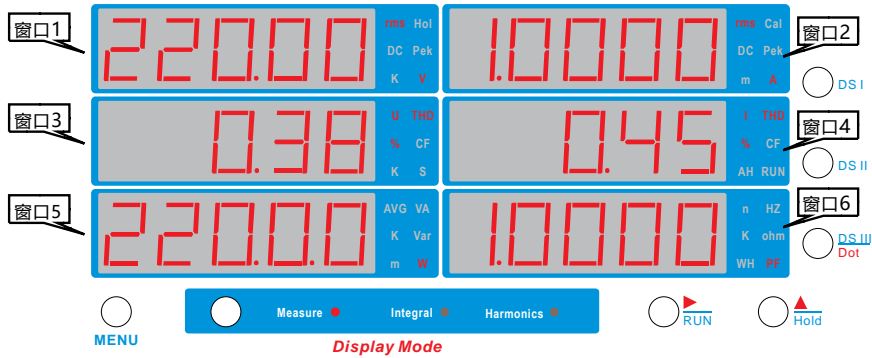 窗口1
220.00
rms Hol
DC Pek
K V
1.0000
rms Cal
DC Pek
m A
窗口2
DS I
窗口3
0.38
U THD
% CF
K S
0.45
I THD
% CF
AH RUN
窗口4
DS II
窗口5
220.0.0
AVG VA
K Var
m W
1.0000
n HZ
K ohm
WH PF
窗口6
DS III
Dot
MENU
Measure
Integral
Harmonics
RUN
Hold
Display Mode